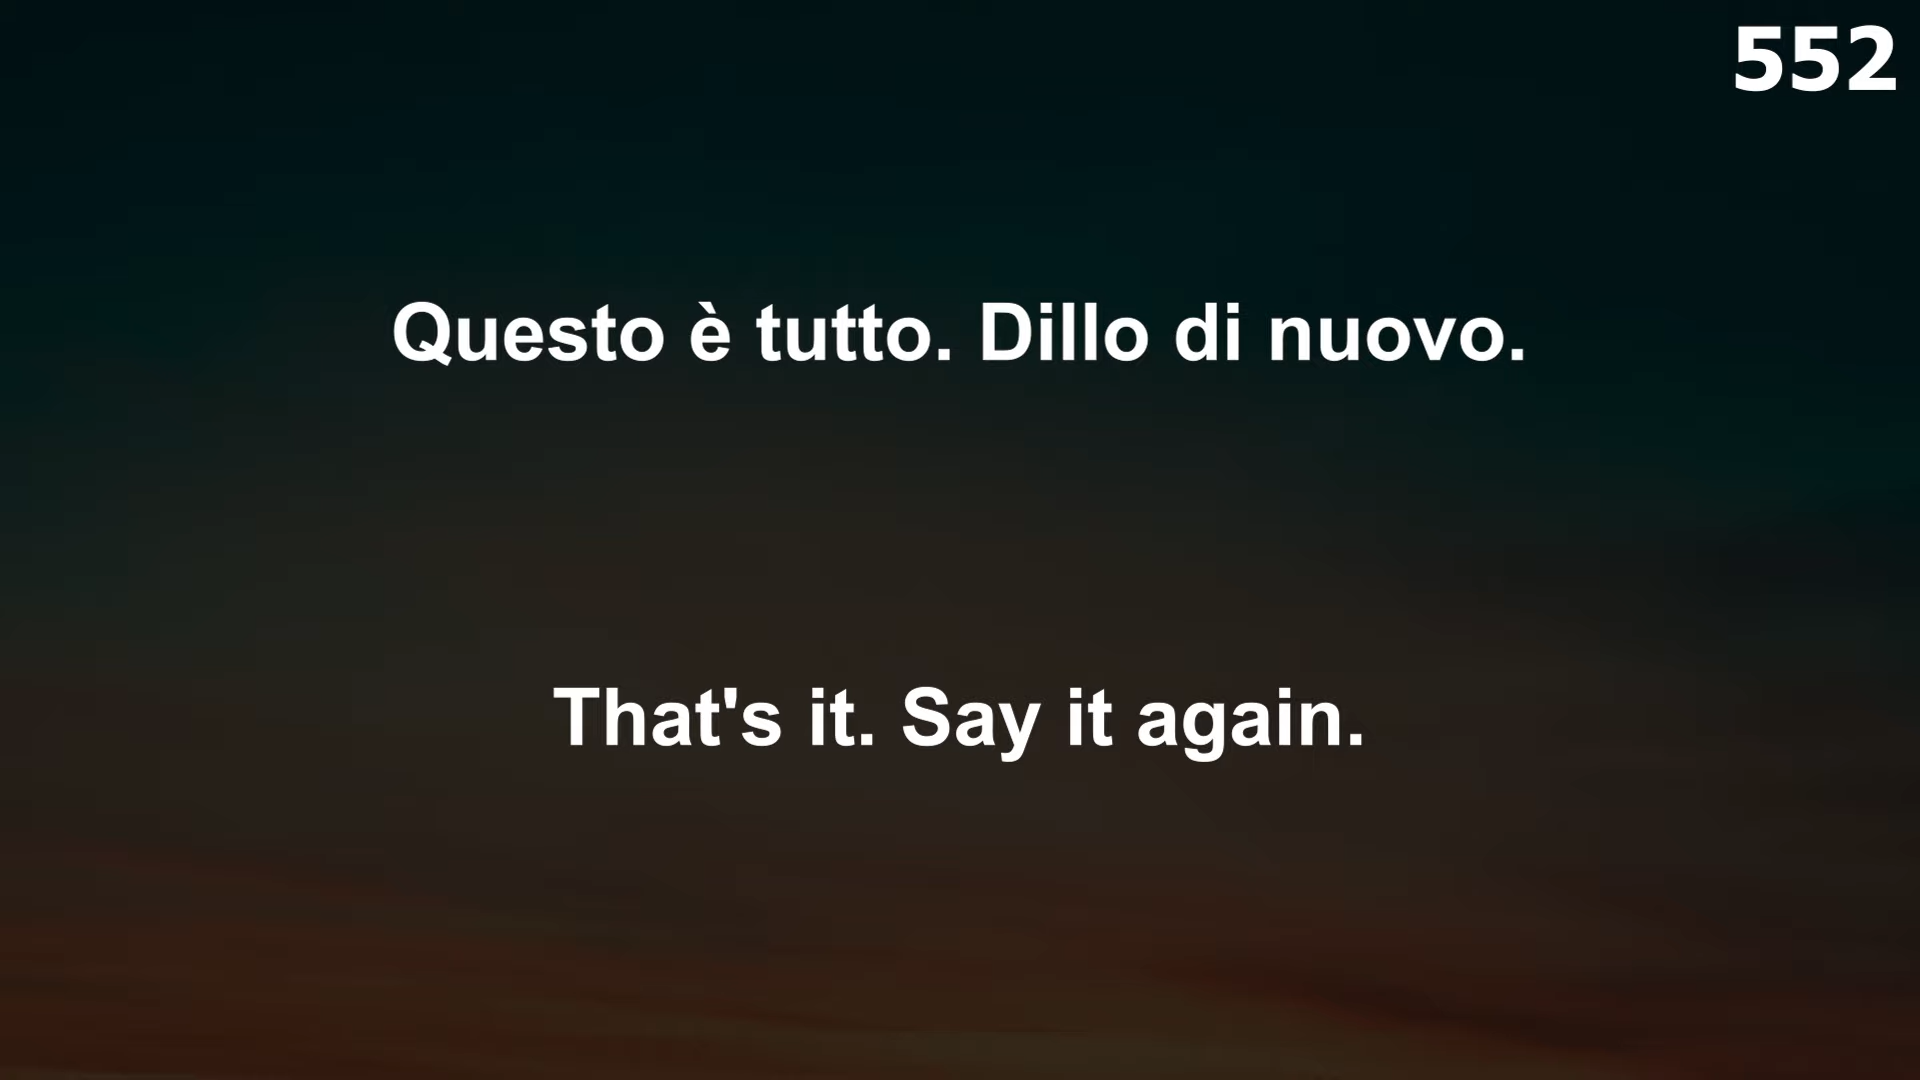 552
Questo è tutto. Dillo di nuovo.
That's it. Say it again.